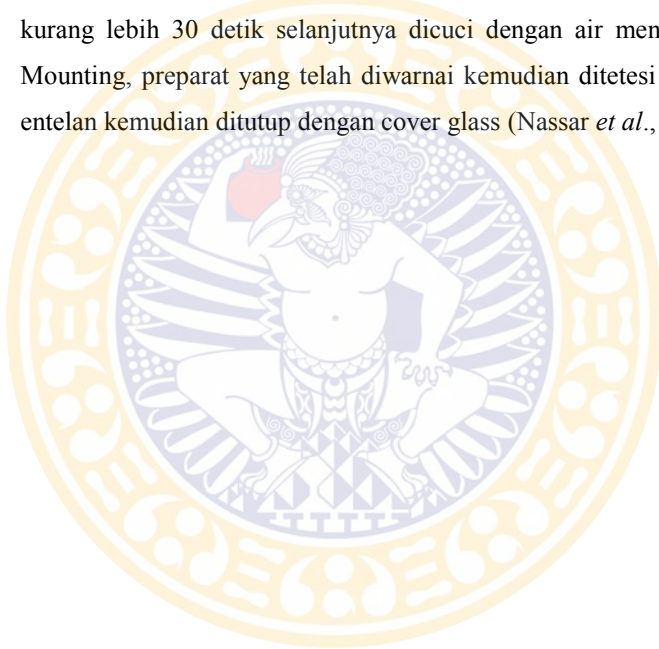 kurang lebih 30 detik selanjutnya dicuci dengan air men
Mounting, preparat yang telah diwarnai kemudian ditetesi
entelan kemudian ditutup dengan cover glass (Nassar et al.,